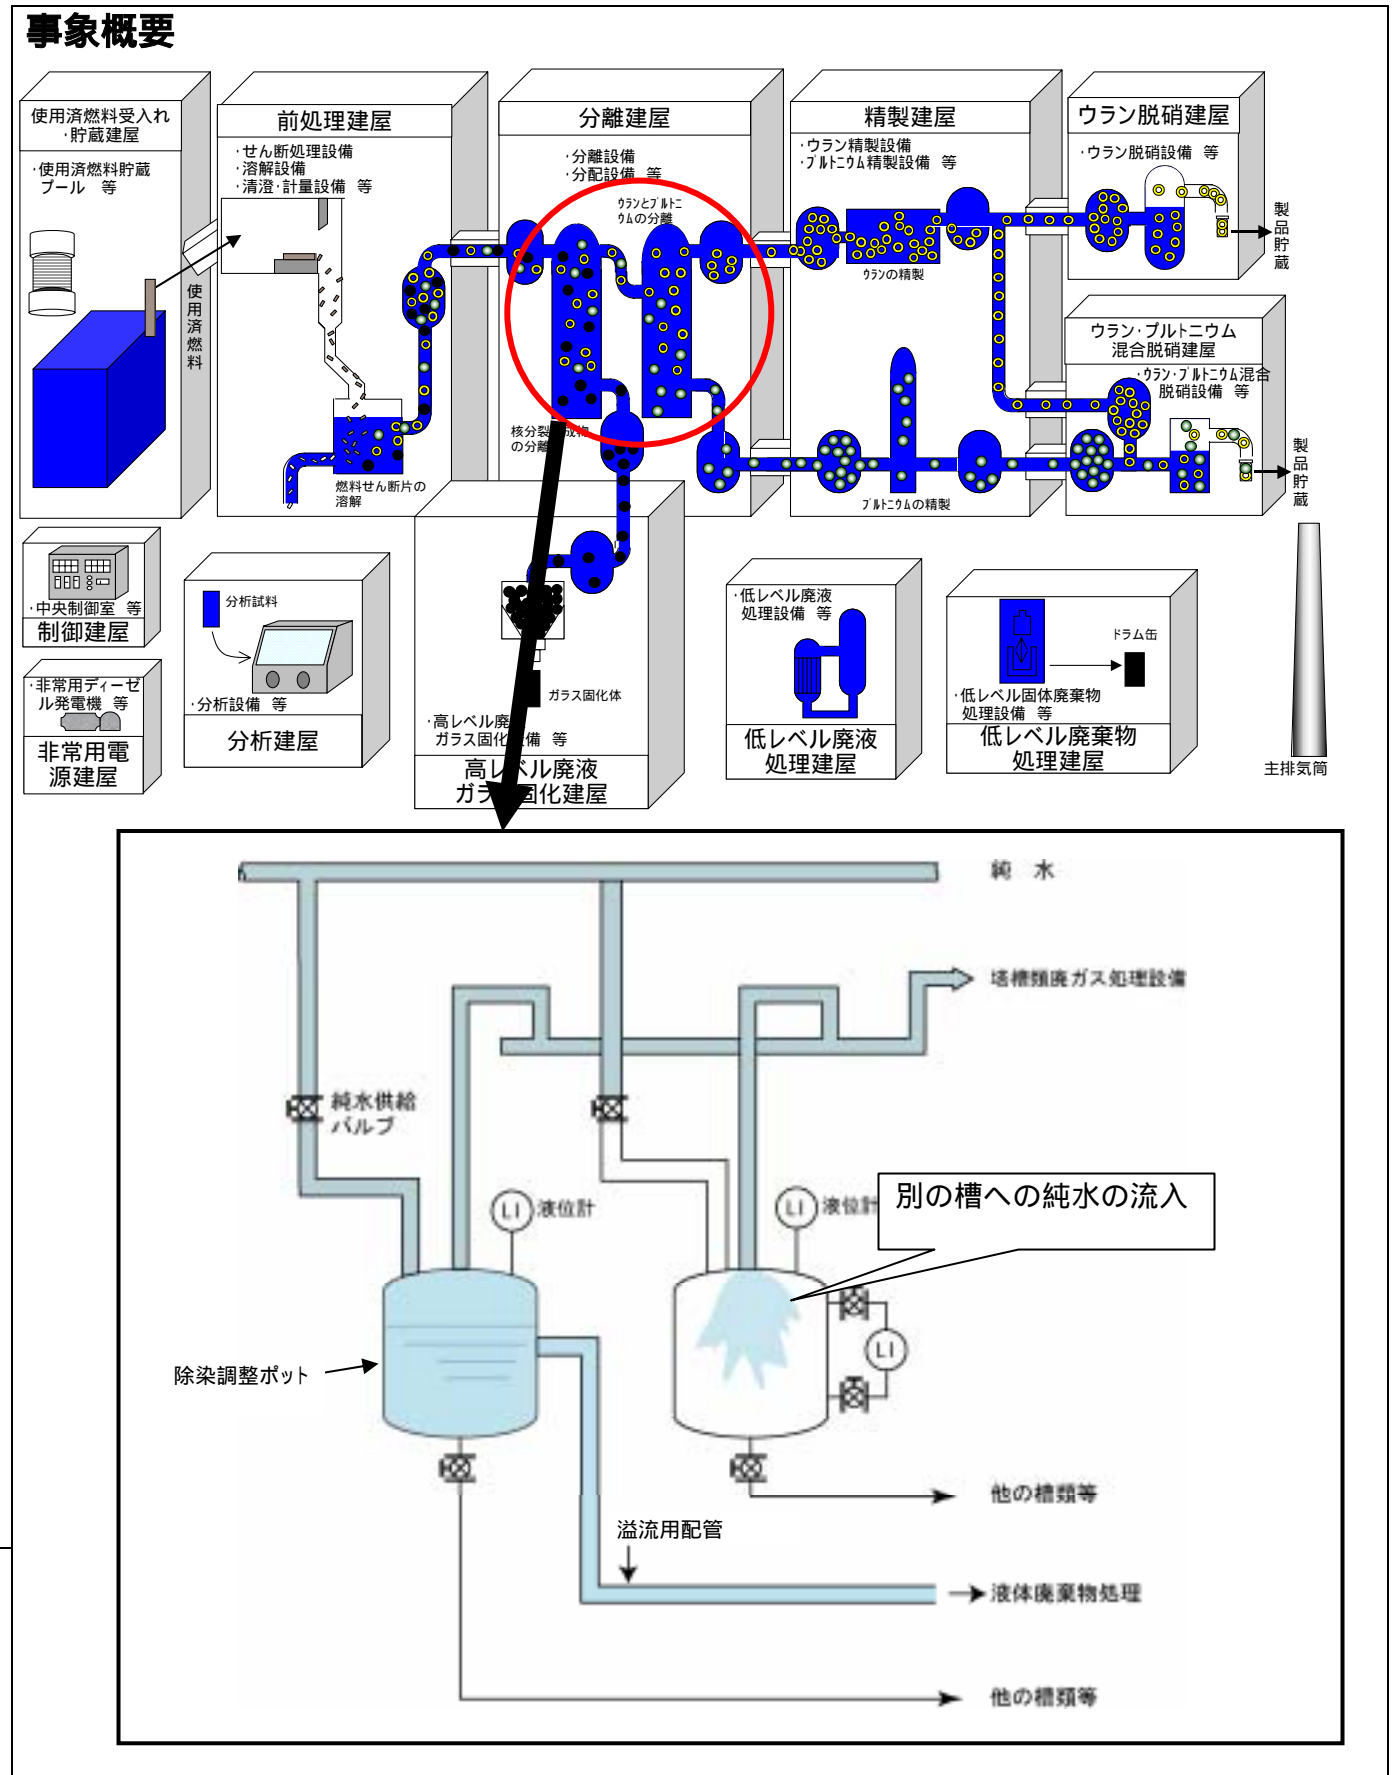 事象概要
使用済燃料受入れ
・貯蔵建屋
・使用済燃料貯蔵
プール 等
使用済燃料
前処理建屋
・せん断処理設備
・溶解設備
・清澄・計量設備 等
燃料せん断片の
溶解
分離建屋
・分離設備
・分配設備 等
ウランとプルトニ
ウムの分離
核分裂
成物
の分離
精製建屋
・ウラン精製設備
・プルトニウム精製設備 等
ウランの精製
プルトニウムの精製
ウラン脱硝建屋
・ウラン脱硝設備 等
製品貯蔵
ウラン・プルトニウム
混合脱硝建屋
・ウラン・プルトニウム混合
脱硝設備 等
製品貯蔵
・中央制御室 等
制御建屋
・非常用ディーゼ
ル発電機 等
非常用電
源建屋
分析試料
・分析設備 等
分析建屋
ガラス固化体
・高レベル廃
ガラス固化設備 等
高レベル廃液
ガラス固化建屋
・低レベル廃液
処理設備 等
低レベル廃液
処理建屋
ドラム缶
・低レベル固体廃棄物
処理設備 等
低レベル廃棄物
処理建屋
主排気筒
純 水
塔槽類廃ガス処理設備
純水供給
バルブ
LI 液位計
LI 液位計
別の槽への純水の流入
LI
除染調整ポット
他の槽類等
溢流用配管
液体廃棄物処理
他の槽類等